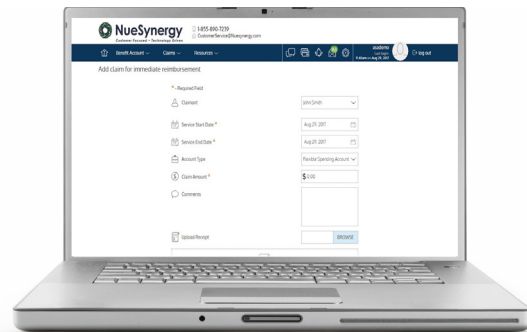 NueSynergy
Customer Focused • Technology Driven
1-855-890-7239
CustomerService@Nuesynergy.com
Benefit Account
Claims
Resources
log out
Add claim for immediate reimbursement
* - Required Field
Claimant
John Smith
Service Start Date *
Aug 29, 2017
Service End Date *
Aug 29, 2017
Account Type
Flexible Spending Account
Claim Amount *
$ 0.00
Comments
Upload Receipt
BROWSE